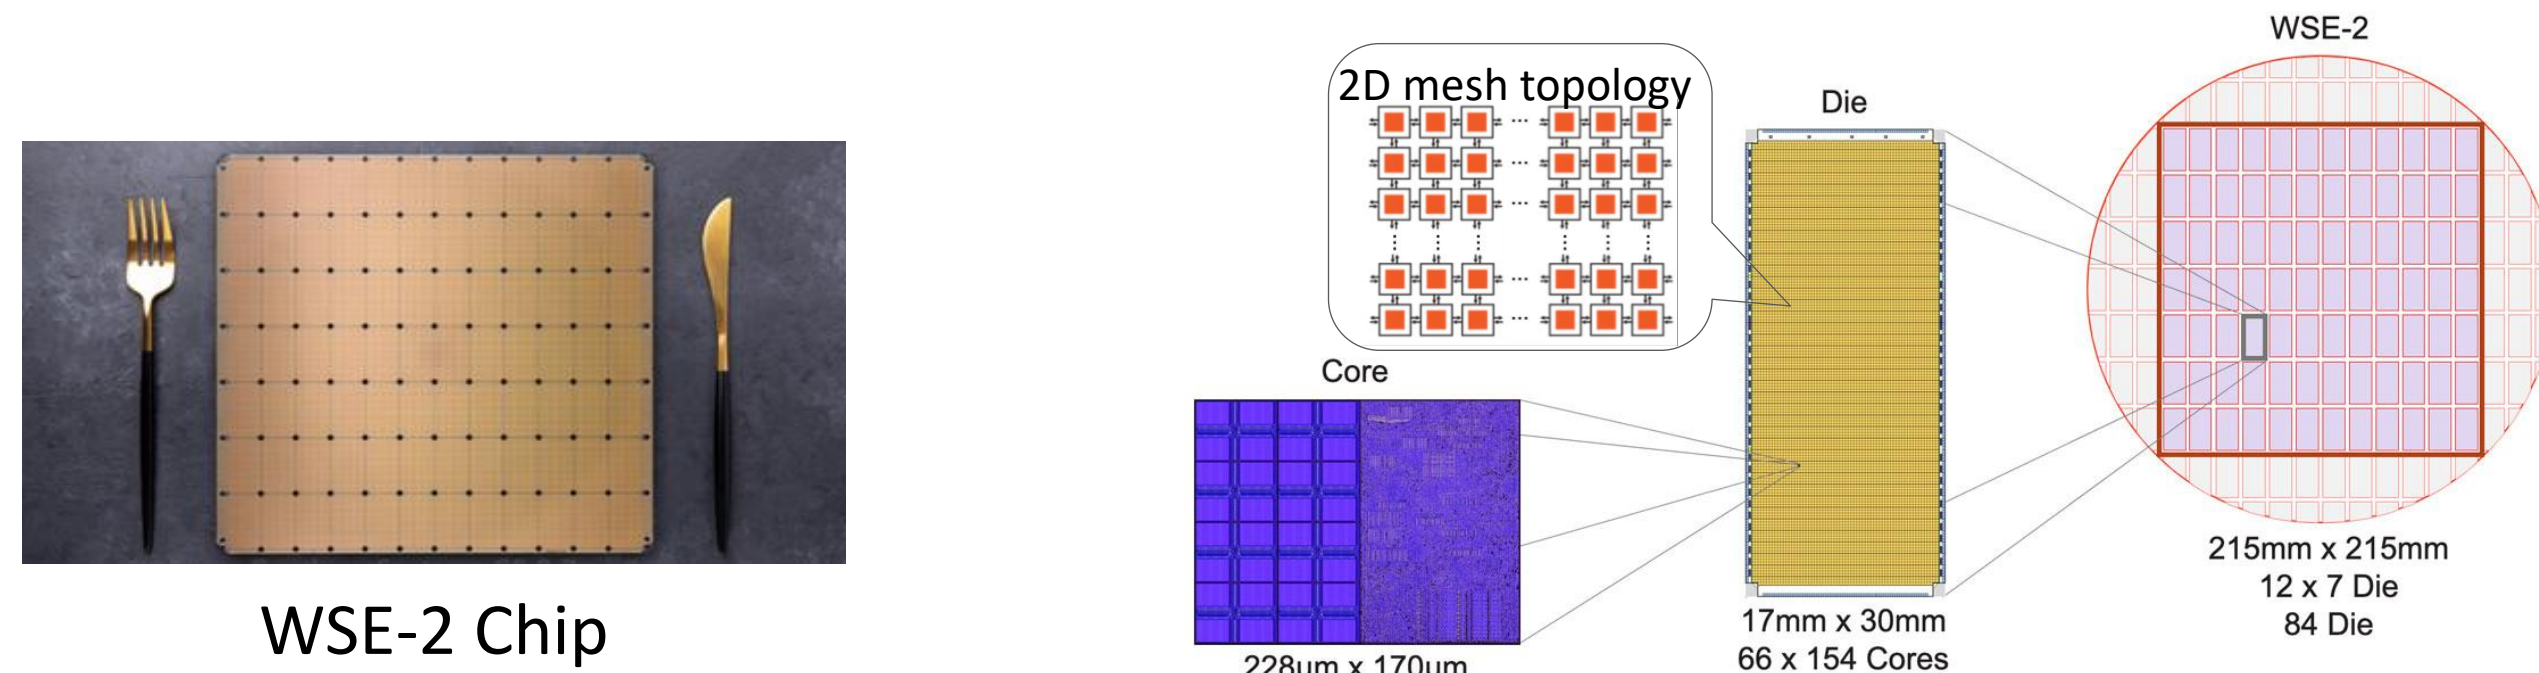 WSE-2 Chip
2D mesh topology
Core
228um x 170um
Die
17mm x 30mm
66 x 154 Cores
WSE-2
215mm x 215mm
12 x 7 Die
84 Die